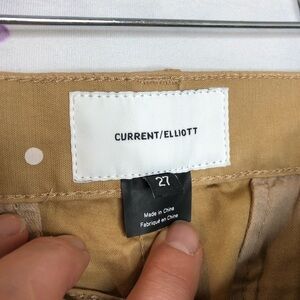 CURRENT/ELLIOTT
27
Made in China
Fabriqué en Chine